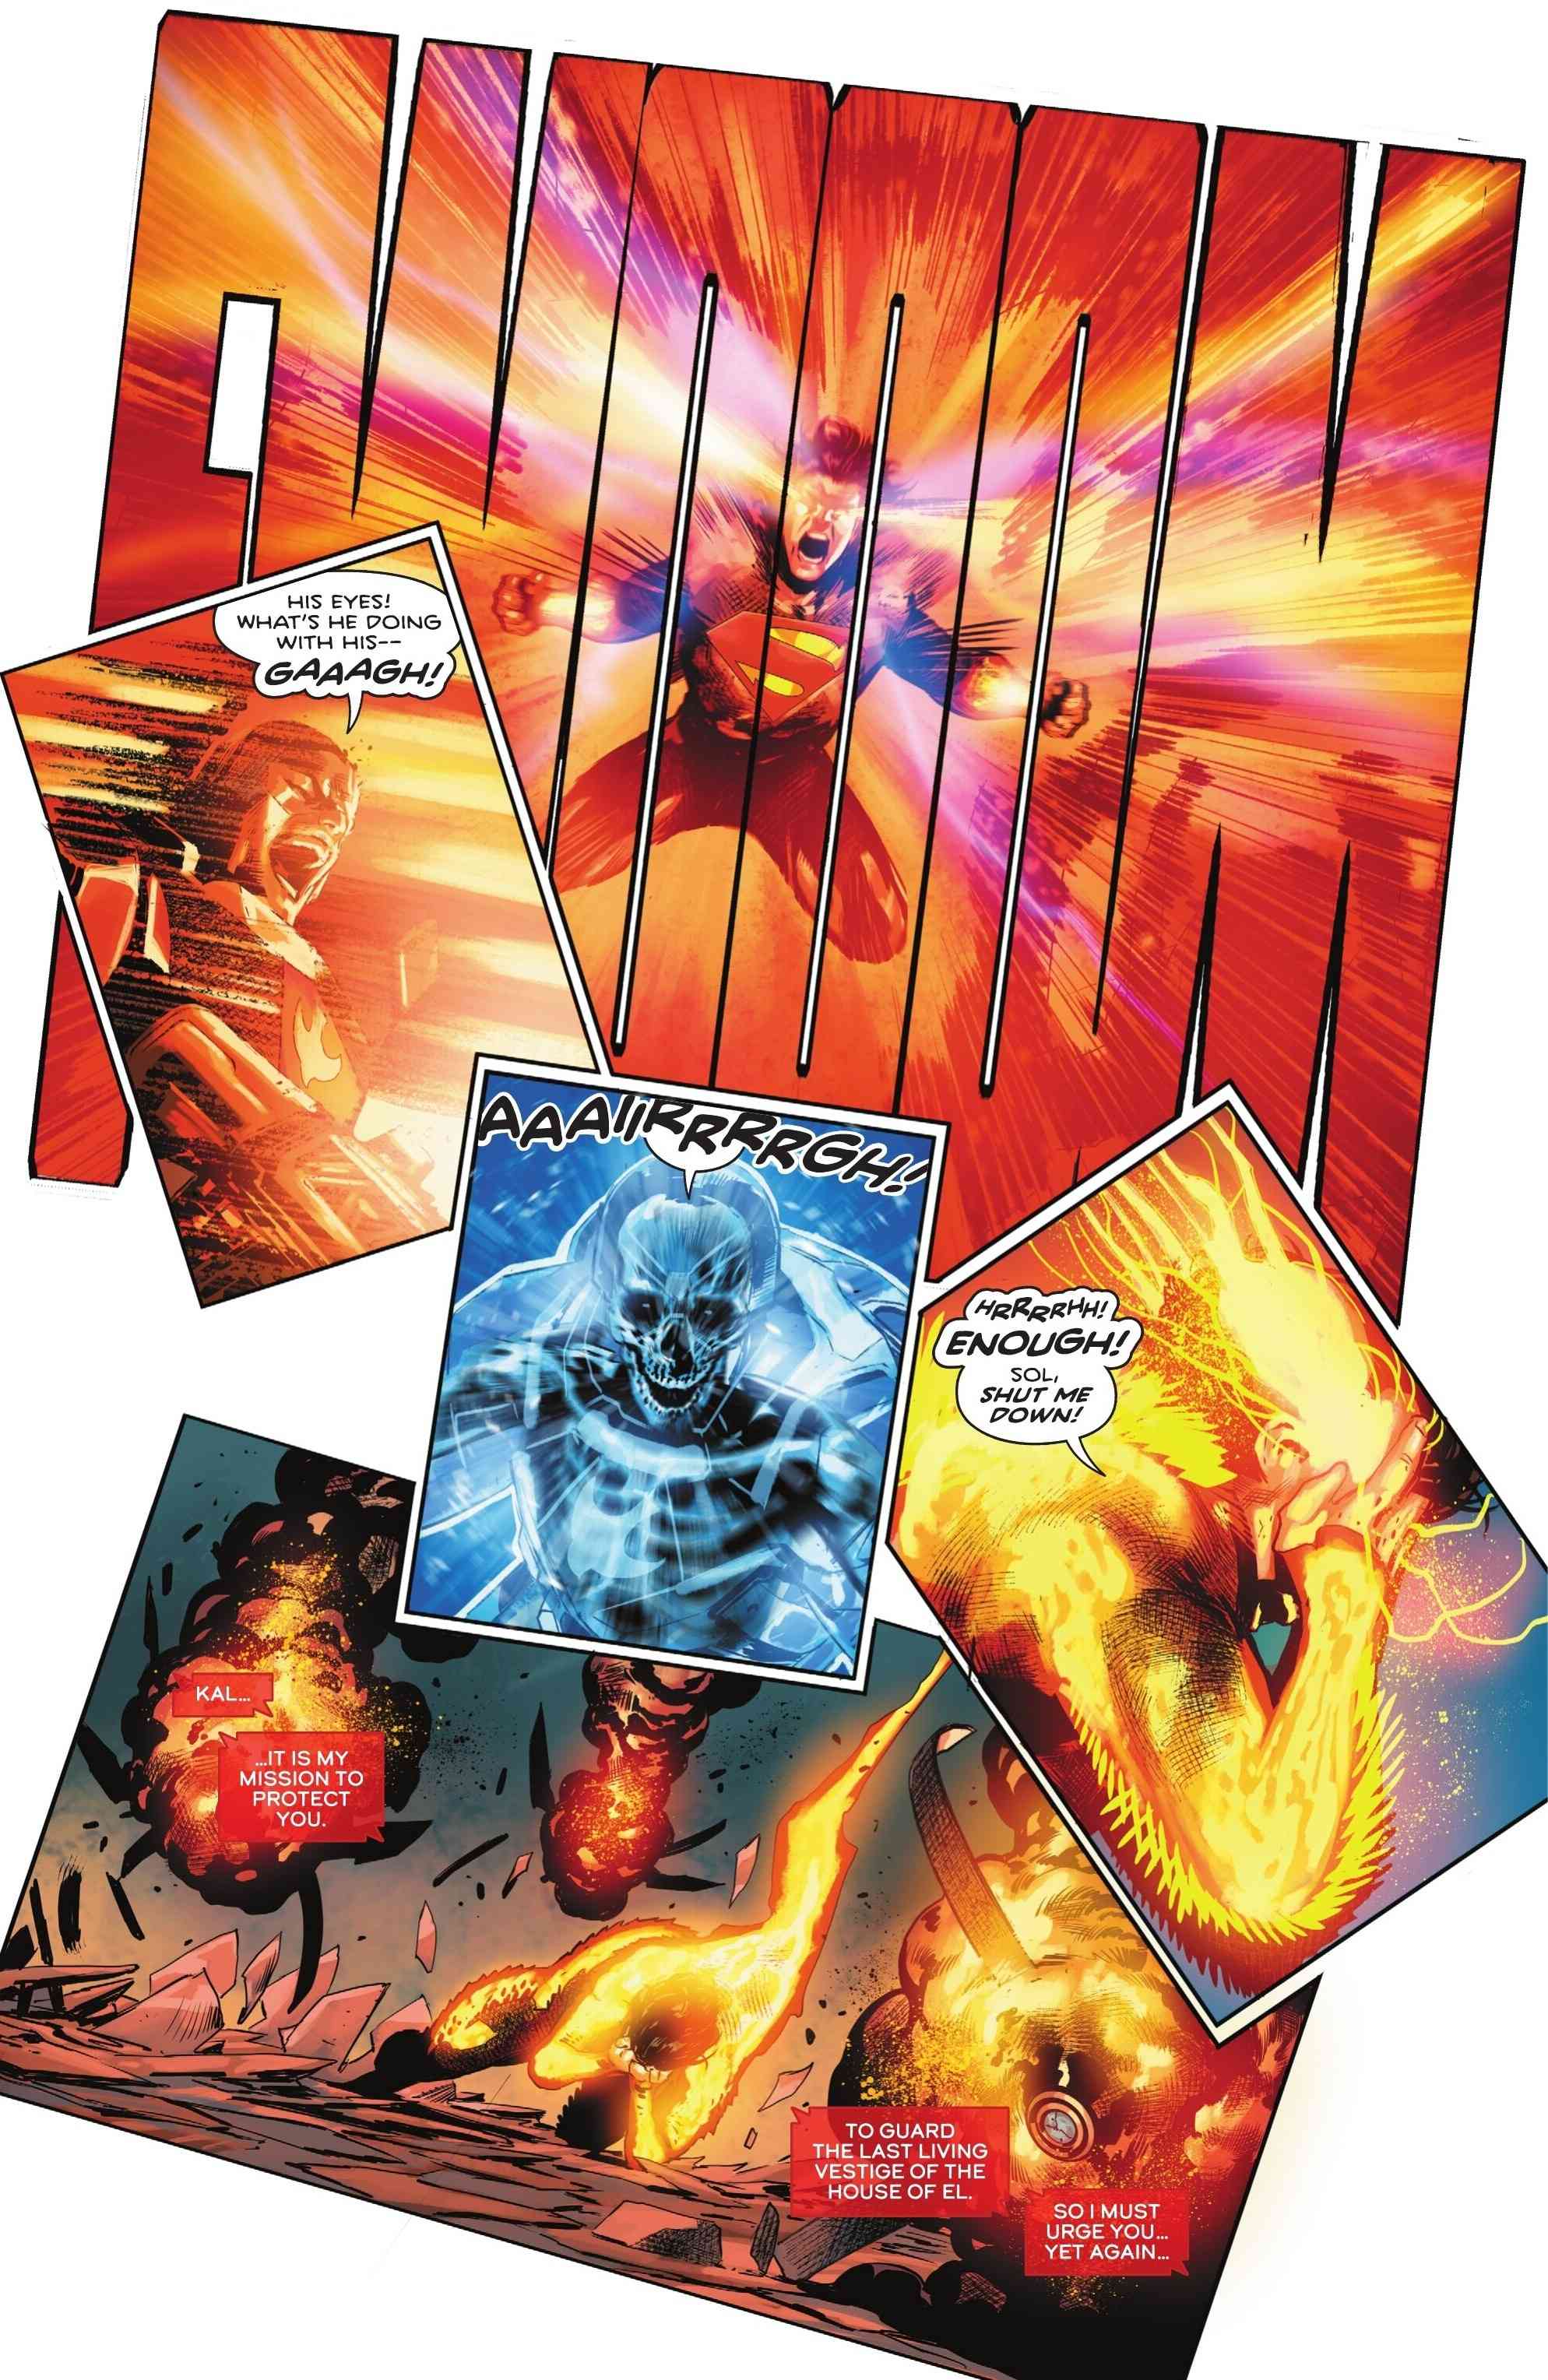 HIS EYES!
WHAT'S HE DOING
WITH HIS--
GAAAGH!
AAAIIRRRRGH!
HRRRRHH!
ENOUGH!
SOL,
SHUT ME
DOWN!
KAL...
...IT IS MY
MISSION TO
PROTECT
YOU.
TO GUARD
THE LAST LIVING
VESTIGE OF THE
HOUSE OF EL.
SO I MUST
URGE YOU...
YET AGAIN...